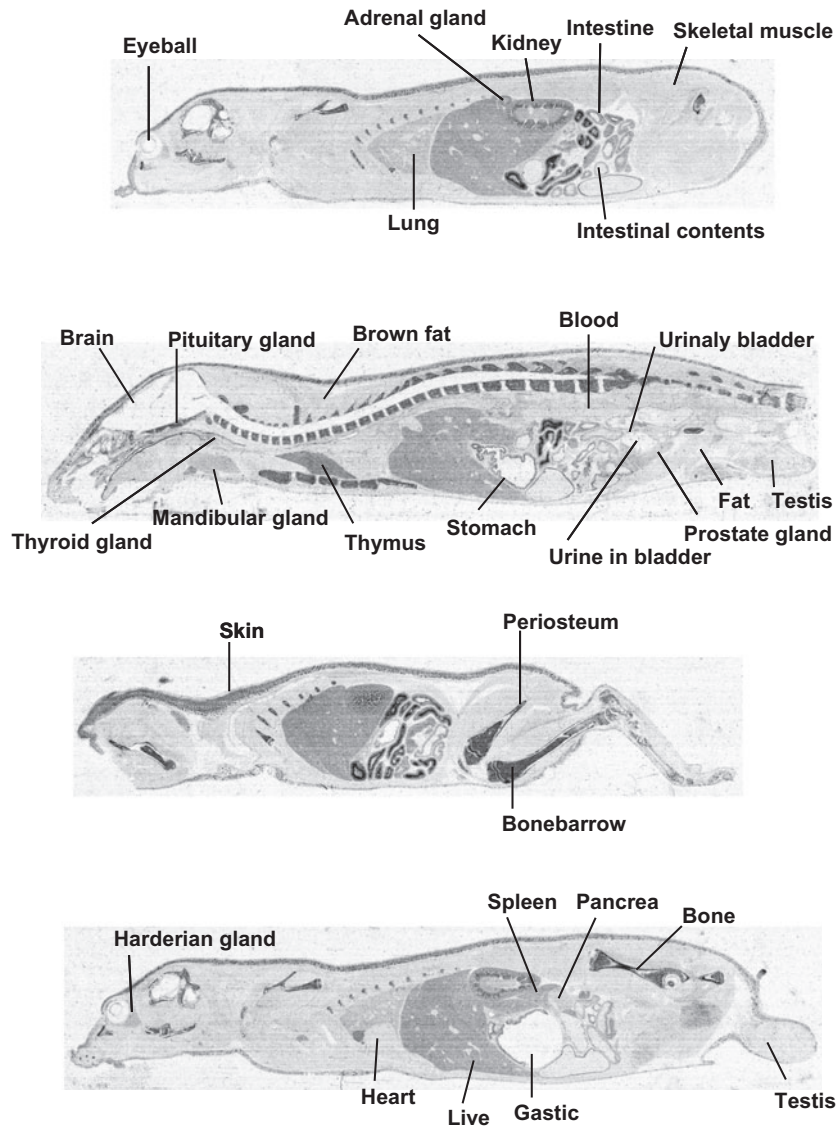 Adrenal gland
Intestine
Skeletal muscle
Eyeball
Kidney
Lung
Intestinal contents
Blood
Brain
Pituitary gland
Brown fat
Urinaly bladder
Fat
Testis
Mandibular gland
Stomach
Prostate gland
Thyroid gland
Thymus
Urine in bladder
Skin
Periosteum
Bonebarrow
Spleen
Pancrea
Bone
Harderian gland
Heart
Live
Gastic
Testis